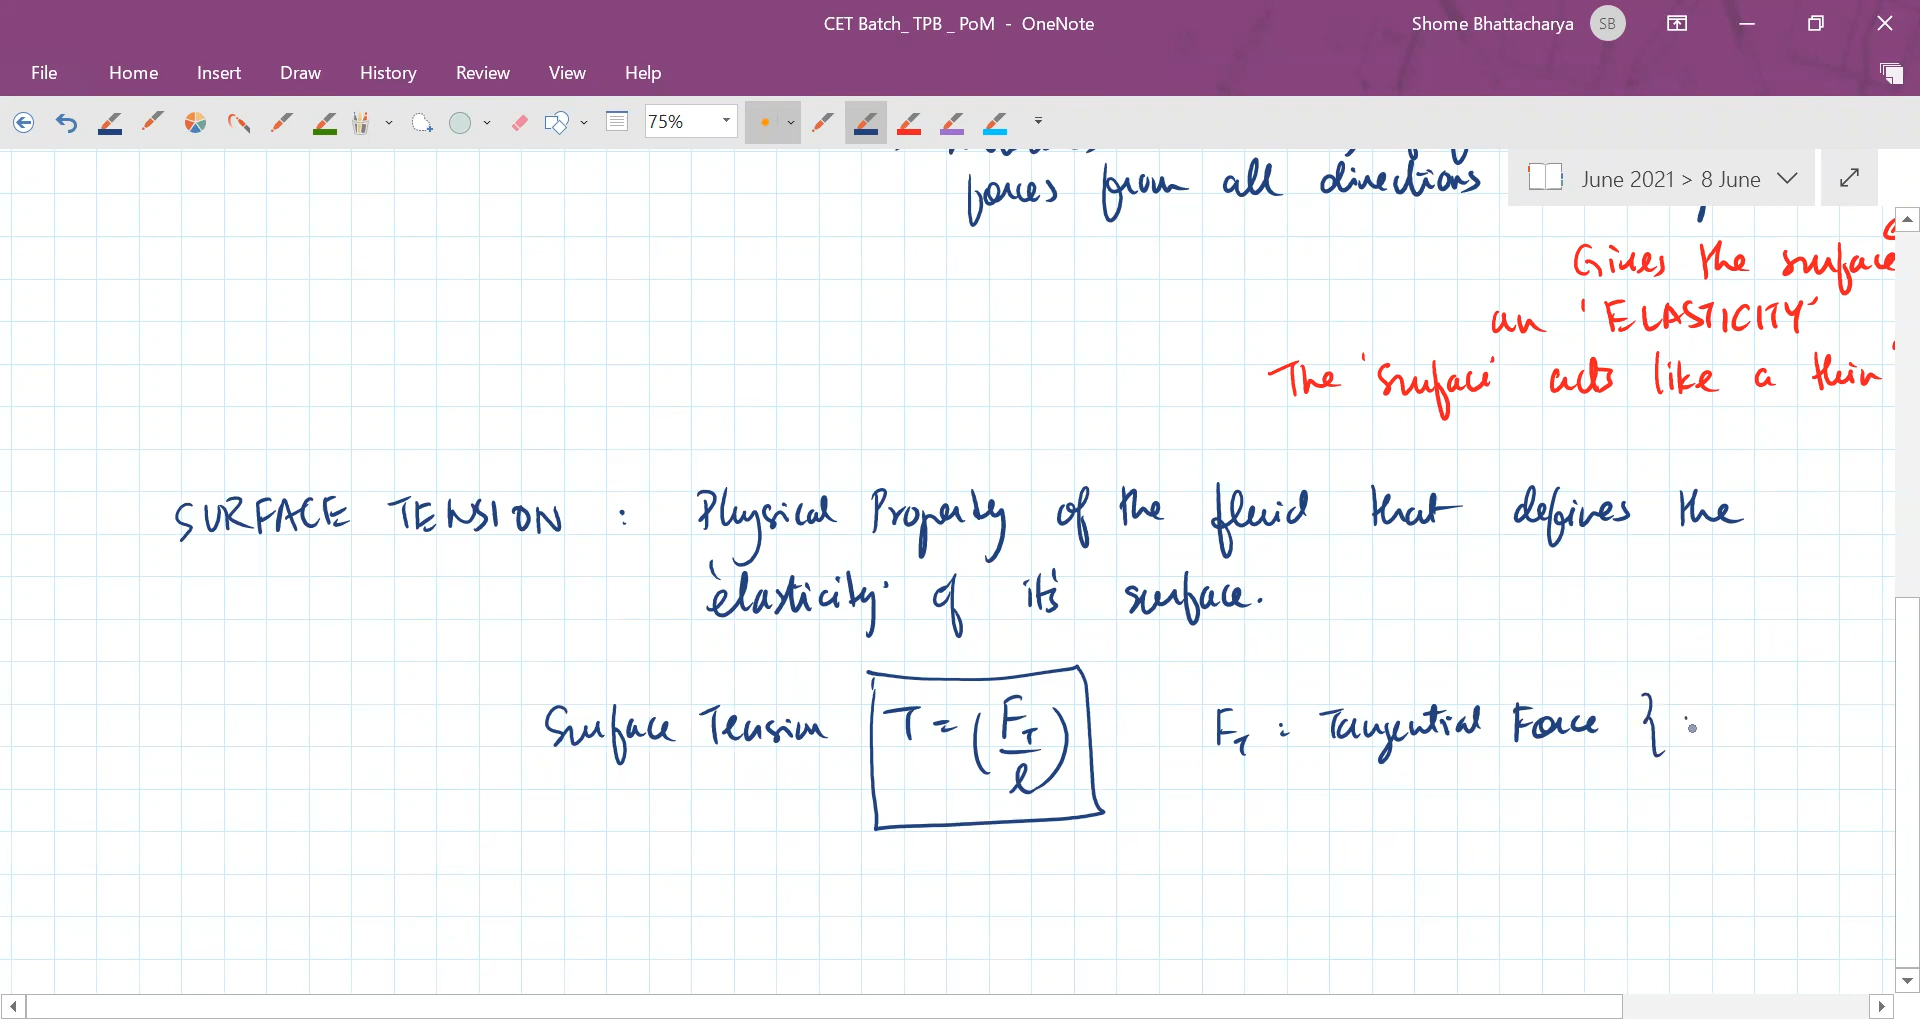 CET Batch_ TPB _ PoM - OneNote
Shome Bhattacharya SB
File Home Insert Draw History Review View Help
75%
June 2021 > 8 June
forces from all directions
Gives the surface
an 'ELASTICITY'
The 'surface' acts like a thin
SURFACE TENSION : Physical Property of the fluid that defines the
'elasticity' of it's surface.
Surface Tension T = (F_T / l) F_T : Tangential Force {